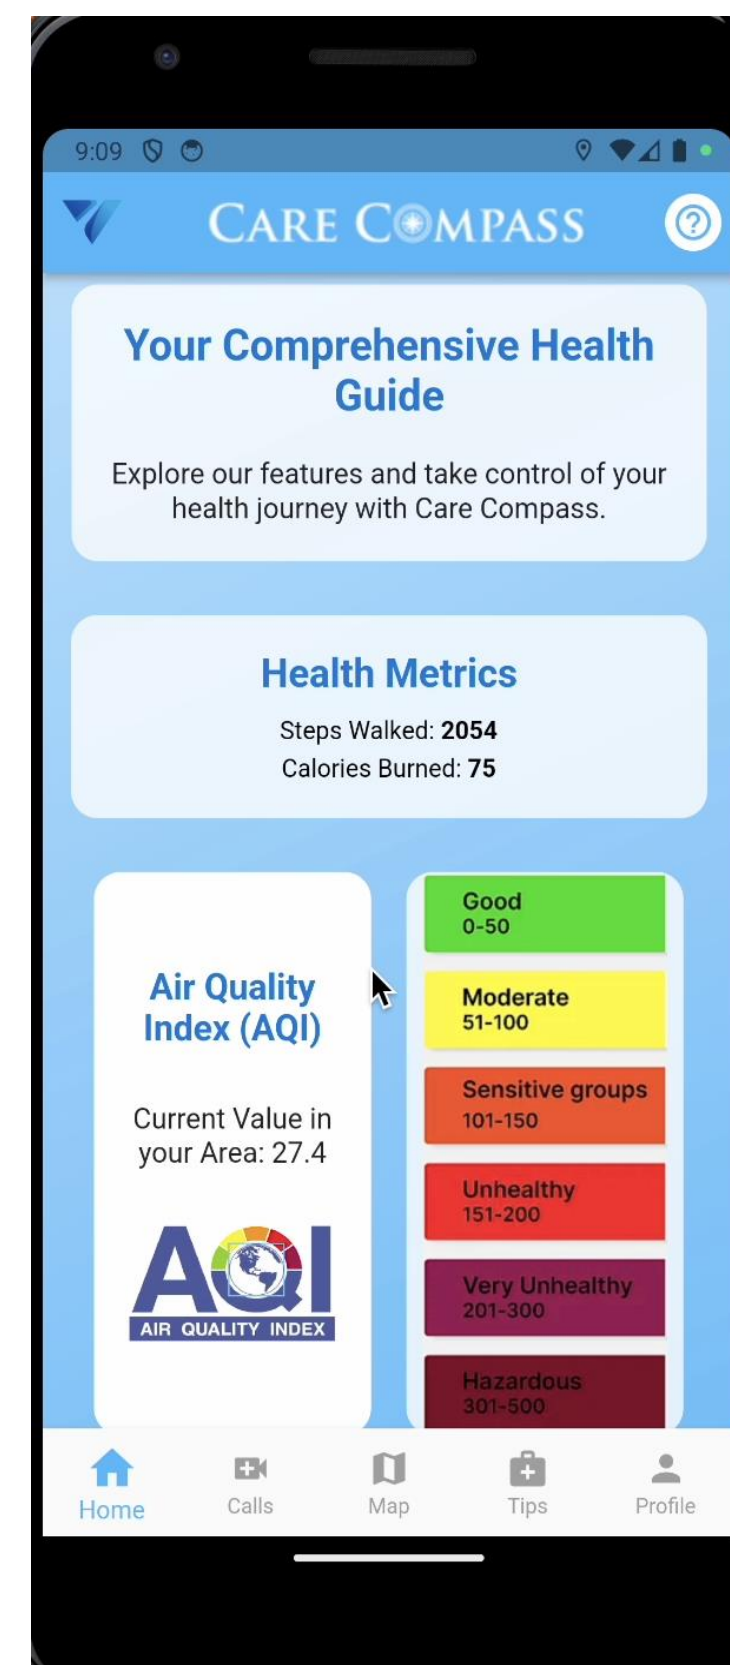 9:09
CARE COMPASS
Your Comprehensive Health
Guide
Explore our features and take control of your
health journey with Care Compass.
Health Metrics
Steps Walked: 2054
Calories Burned: 75
Air Quality
Index (AQI)
Current Value in
your Area: 27.4
AQI
AIR QUALITY INDEX
Good
0-50
Moderate
51-100
Sensitive groups
101-150
Unhealthy
151-200
Very Unhealthy
201-300
Hazardous
301-500
Home
Calls
Map
Tips
Profile